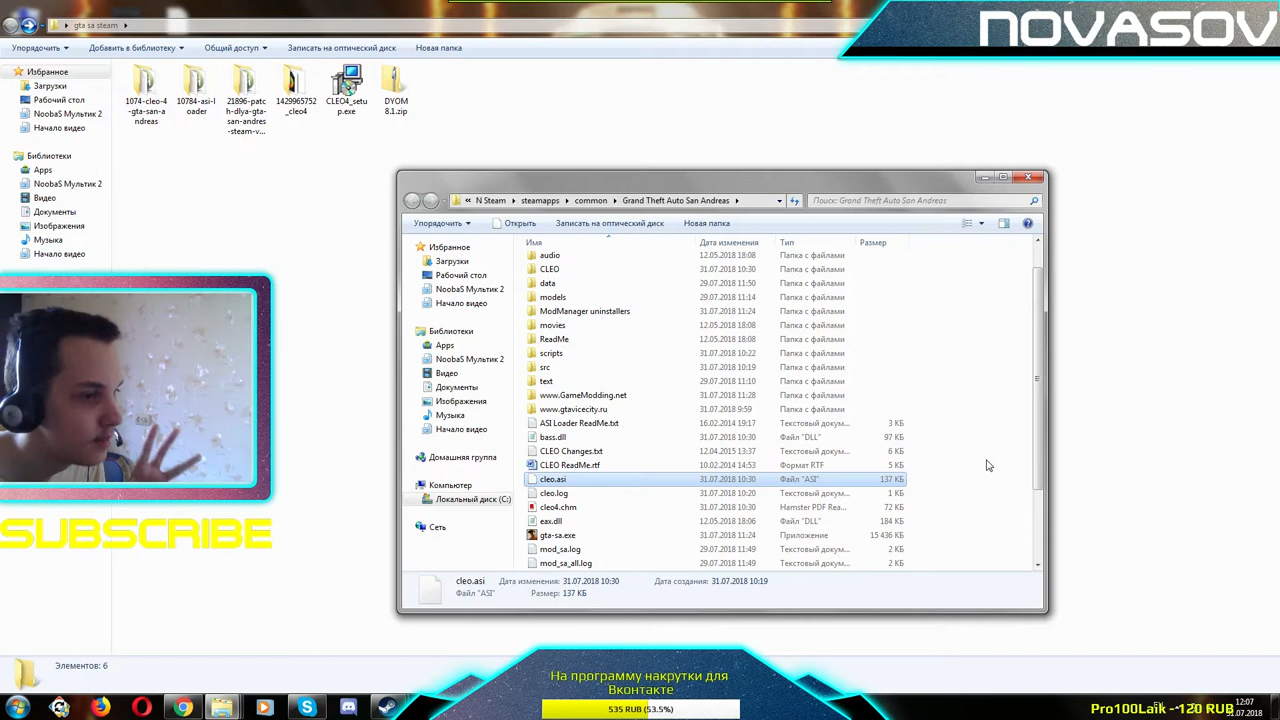 gta sa steam
Упорядочить
Добавить в библиотеку
Общий доступ
Записать на оптический диск
Новая папка
NOVASOV
Избранное
Загрузки
Рабочий стол
NoobaS Мультик 2
Начало видео
Библиотеки
Apps
NoobaS Мультик 2
Видео
Документы
Изображения
Музыка
Начало видео
1074-cleo-4
-gta-san-a
ndreas
10784-asi-l
oader
21896-patc
h-dlya-gta-
san-andres
-steam-v...
1429965752
_cleo4
CLEO4_setu
p.exe
DYOM
8.1.zip
N Steam
steamapps
common
Grand Theft Auto San Andreas
Поиск: Grand Theft Auto San Andreas
Упорядочить
Открыть
Записать на оптический диск
Новая папка
Избранное
Загрузки
Рабочий стол
NoobaS Мультик 2
Начало видео
Библиотеки
Apps
NoobaS Мультик 2
Видео
Документы
Изображения
Музыка
Начало видео
Домашняя группа
Компьютер
Локальный диск (C:)
Сеть
Имя Дата изменения Тип Размер
audio 12.05.2018 18:08 Папка с файлами
CLEO 31.07.2018 10:30 Папка с файлами
data 29.07.2018 11:50 Папка с файлами
models 29.07.2018 11:14 Папка с файлами
ModManager uninstallers 31.07.2018 11:24 Папка с файлами
movies 12.05.2018 18:08 Папка с файлами
ReadMe 12.05.2018 18:08 Папка с файлами
scripts 31.07.2018 10:22 Папка с файлами
src 31.07.2018 10:19 Папка с файлами
text 29.07.2018 11:10 Папка с файлами
www.GameModding.net 31.07.2018 11:28 Папка с файлами
www.gtavicecity.ru 31.07.2018 9:59 Папка с файлами
ASI Loader ReadMe.txt 16.02.2014 19:17 Текстовый докум... 3 КБ
bass.dll 31.07.2018 10:30 Файл "DLL" 97 КБ
CLEO Changes.txt 12.04.2015 13:37 Текстовый докум... 6 КБ
CLEO ReadMe.rtf 10.02.2014 14:53 Формат RTF 5 КБ
cleo.asi 31.07.2018 10:30 Файл "ASI" 137 КБ
cleo.log 31.07.2018 10:20 Текстовый докум... 1 КБ
cleo4.chm 31.07.2018 10:30 Hamster PDF Rea... 72 КБ
eax.dll 12.05.2018 18:06 Файл "DLL" 184 КБ
gta-sa.exe 31.07.2018 11:24 Приложение 15 436 КБ
mod_sa.log 29.07.2018 11:49 Текстовый докум... 2 КБ
mod_sa_all.log 29.07.2018 11:49 Текстовый докум... 2 КБ
cleo.asi Дата изменения: 31.07.2018 10:30 Дата создания: 31.07.2018 10:19
Файл "ASI" Размер: 137 КБ
SUBSCRIBE
Элементов: 6
На программу накрутки для
Вконтакте
535 RUB (53.5%)
Pro100Laik - 120 RUB
12:07
31.07.2018